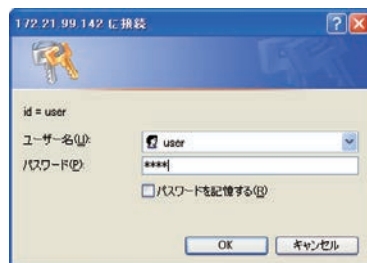 172.21.99.142 に接続
id = user
ユーザー名(U):
user
パスワード(P):
****
パスワードを記憶する(R)
OK
キャンセル